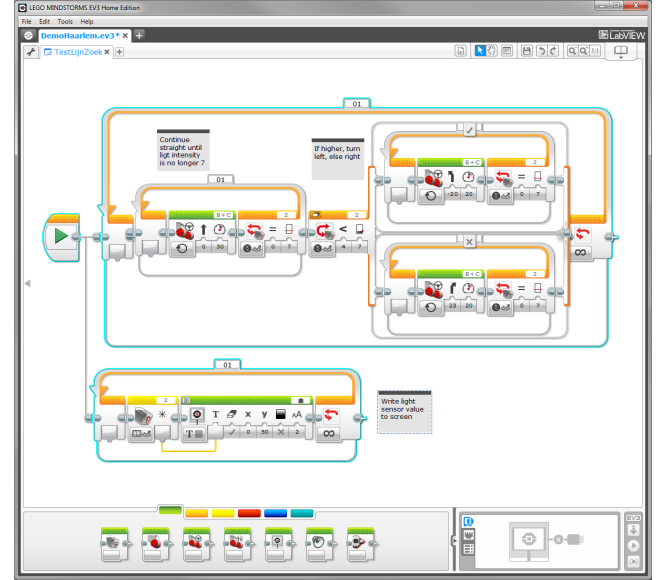 LEGO MINDSTORMS EV3 Home Edition
File Edit Tools Help
DemoHaarlem.ev3* × +
LabVIEW
TestLijnZoek × +
1:1
01
Continue
straight until
ligt intensity
is no longer 7
If higher, turn
left, else right
01
B + C
2
2
0 30
= 0 7
< 4 7
B + C
2
-20 20
= 0 7
B + C
2
23 20
= 0 7
∞
01
2
T x y AA
T
0 50 2
∞
Write light
sensor value
to screen
EV3